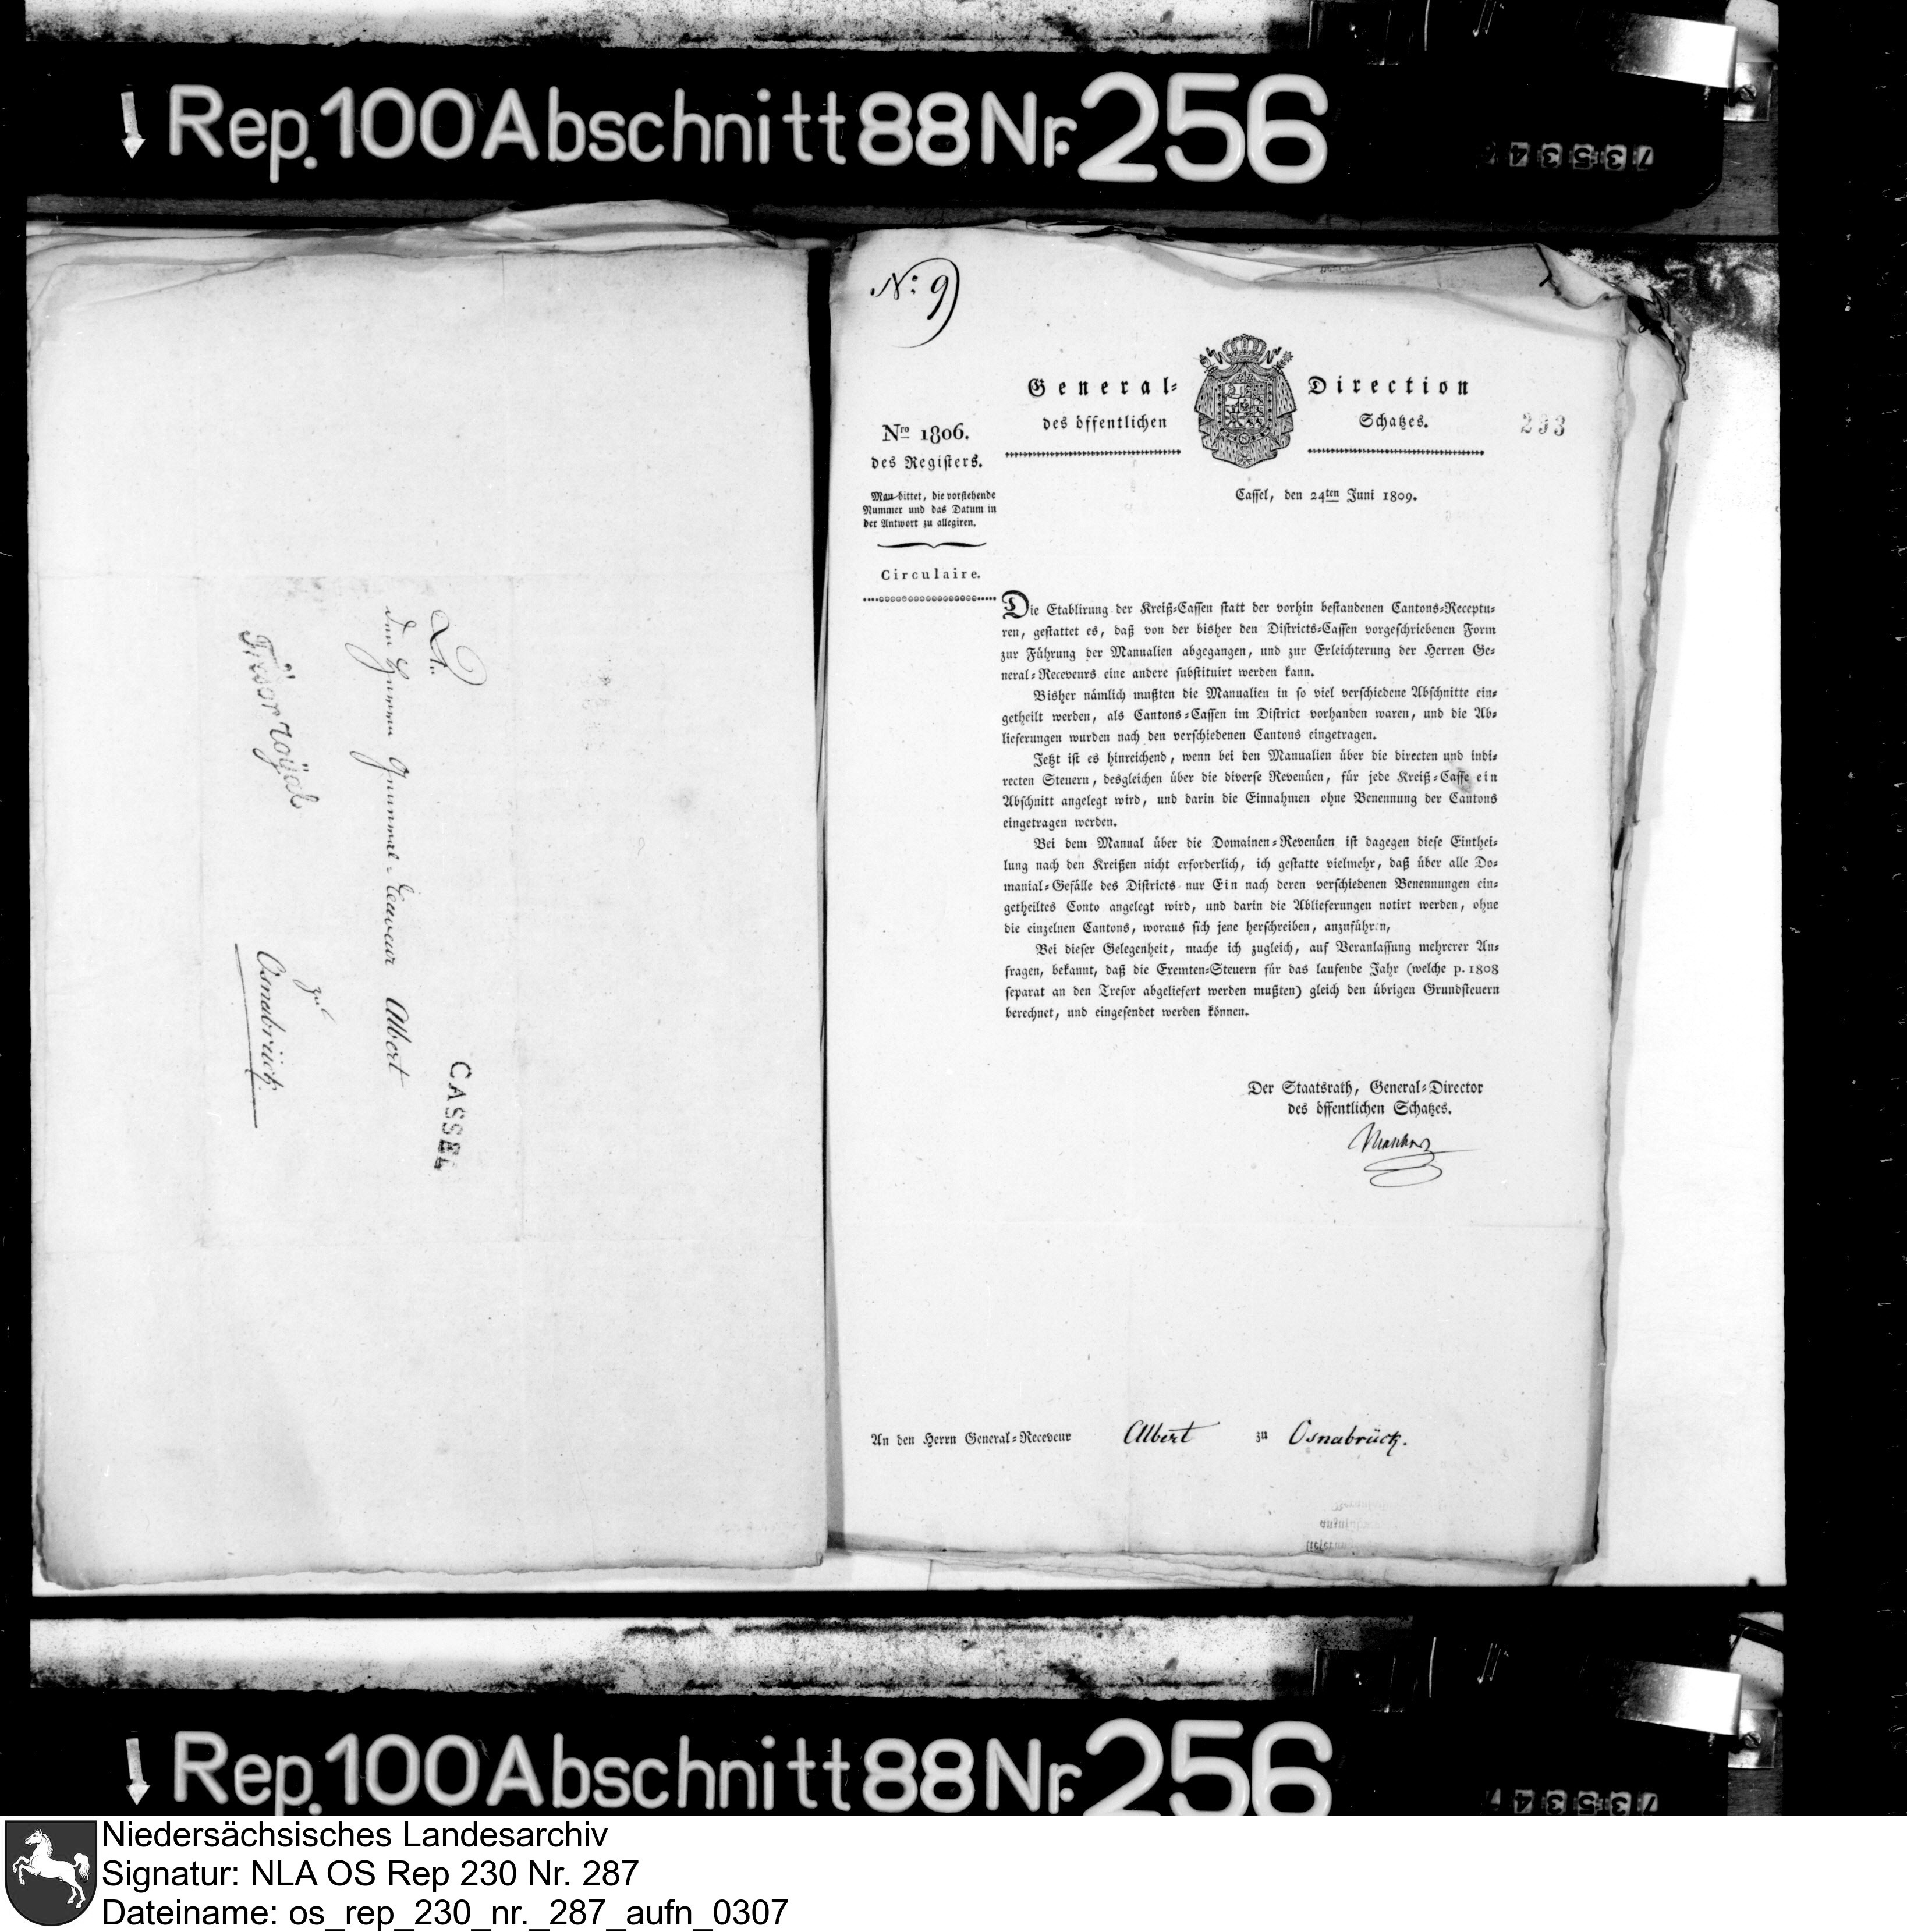 Rep. 100 Abschnitt 88 Nr. 256
An
den Herrn General-Receveur Albert
zu
Osnabrück.
Trésor royal
CASSEL
No: 9)
General-Direction
des öffentlichen Schatzes.
293
Nro 1806.
des Registers.
Man bittet, die vorstehende
Nummer und das Datum in
der Antwort zu allegiren.
Cassel, den 24ten Juni 1809.
Circulaire.
Die Etablirung der Kreiß-Cassen statt der vorhin bestandenen Cantons-Receptu-
ren, gestattet es, daß von der bisher den Districts-Cassen vorgeschriebenen Form
zur Führung der Manualien abgegangen, und zur Erleichterung der Herren Ge-
neral-Receveurs eine andere substituirt werden kann.
Bisher nämlich mußten die Manualien in so viel verschiedene Abschnitte ein-
getheilt werden, als Cantons-Cassen im District vorhanden waren, und die Ab-
lieferungen wurden nach den verschiedenen Cantons eingetragen.
Jetzt ist es hinreichend, wenn bei den Manualien über die directen und indi-
recten Steuern, desgleichen über die diverse Revenüen, für jede Kreiß-Casse ein
Abschnitt angelegt wird, und darin die Einnahmen ohne Benennung der Cantons
eingetragen werden.
Bei dem Manual über die Domainen-Revenüen ist dagegen diese Einthei-
lung nach den Kreißen nicht erforderlich, ich gestatte vielmehr, daß über alle Do-
manial-Gefälle des Districts nur Ein nach deren verschiedenen Benennungen ein-
getheiltes Conto angelegt wird, und darin die Ablieferungen notirt werden, ohne
die einzelnen Cantons, woraus sich jene herschreiben, anzuführen,
Bei dieser Gelegenheit, mache ich zugleich, auf Veranlassung mehrerer An-
fragen, bekannt, daß die Exemten-Steuern für das laufende Jahr (welche p. 1808
separat an den Tresor abgeliefert werden mußten) gleich den übrigen Grundsteuern
berechnet, und eingesendet werden können.
Der Staatsrath, General-Director
des öffentlichen Schatzes.
An den Herrn General-Receveur Albert zu Osnabrück.
Rep. 100 Abschnitt 88 Nr. 256
Niedersächsisches Landesarchiv
Signatur: NLA OS Rep 230 Nr. 287
Dateiname: os_rep_230_nr._287_aufn_0307